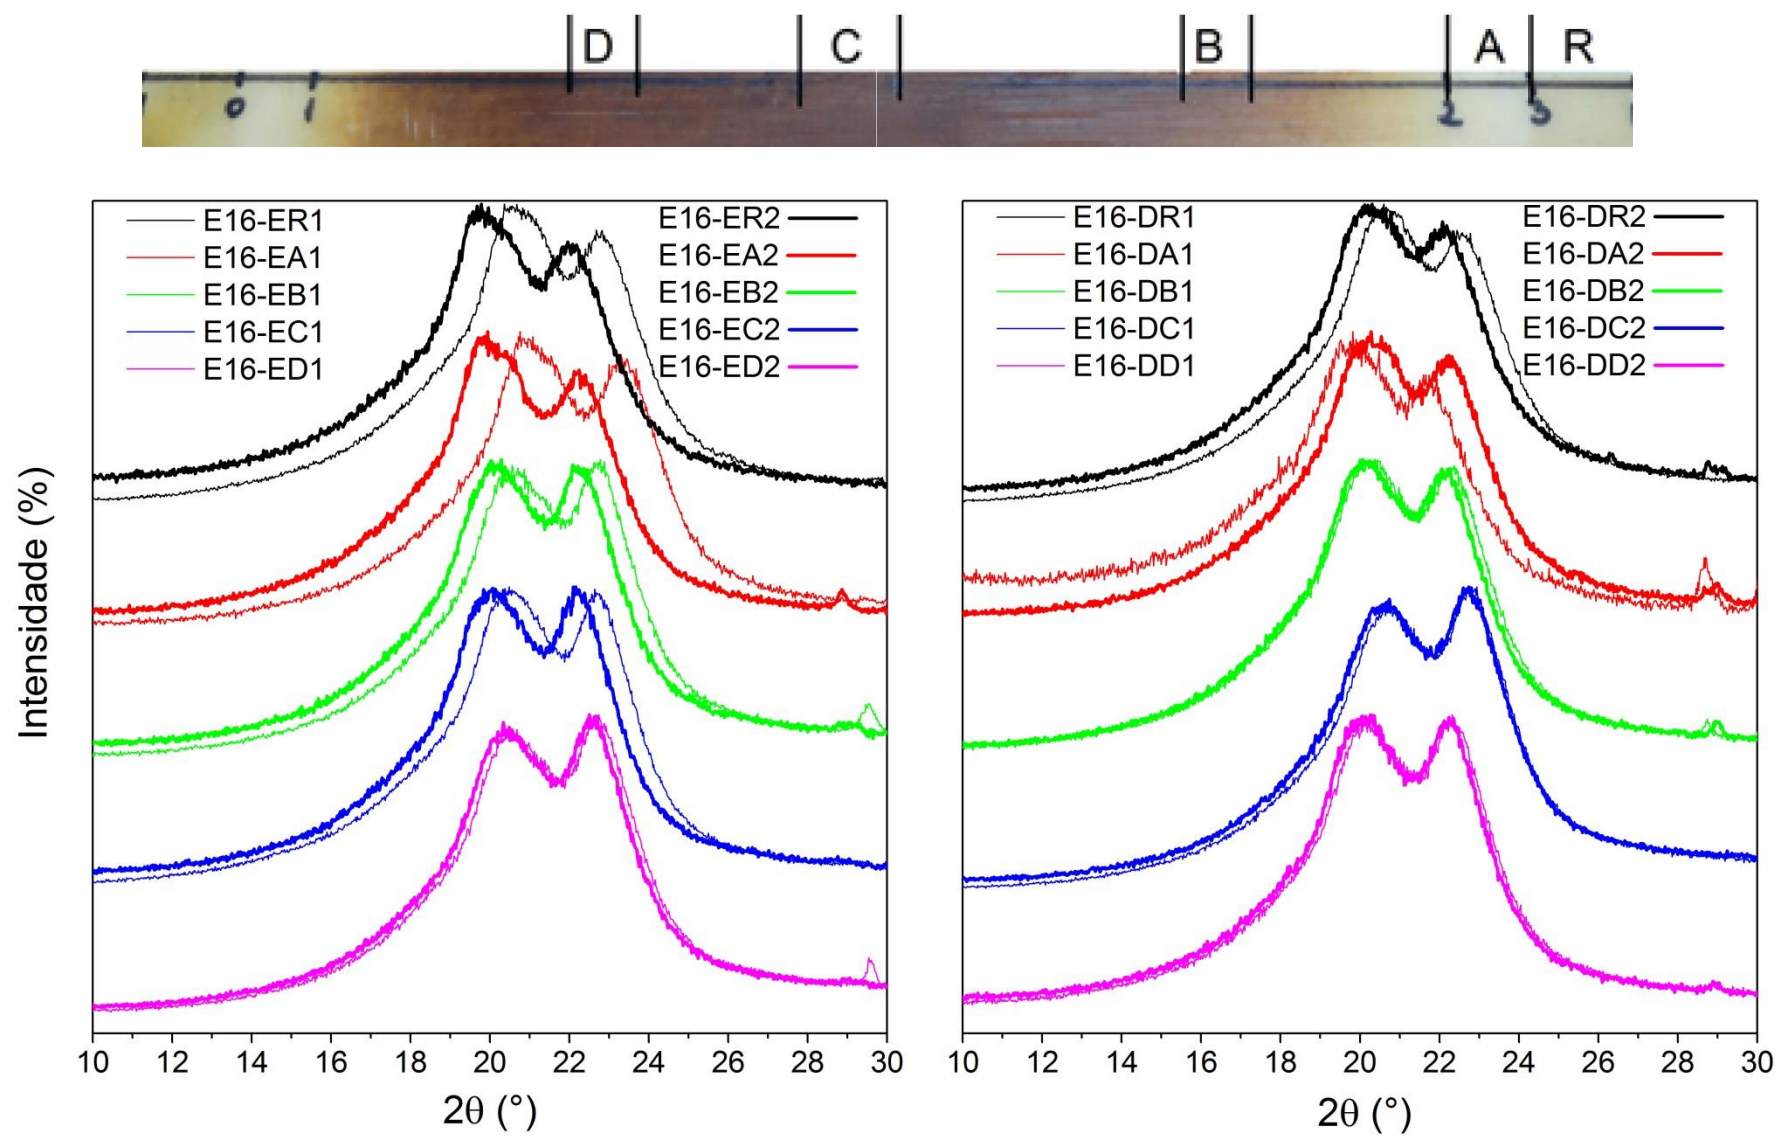 D C B A R
0 1 2 3
E16-ER1 E16-ER2
E16-EA1 E16-EA2
E16-EB1 E16-EB2
E16-EC1 E16-EC2
E16-ED1 E16-ED2
E16-DR1 E16-DR2
E16-DA1 E16-DA2
E16-DB1 E16-DB2
E16-DC1 E16-DC2
E16-DD1 E16-DD2
Intensidade (%)
10 12 14 16 18 20 22 24 26 28 30
2θ (°)
10 12 14 16 18 20 22 24 26 28 30
2θ (°)